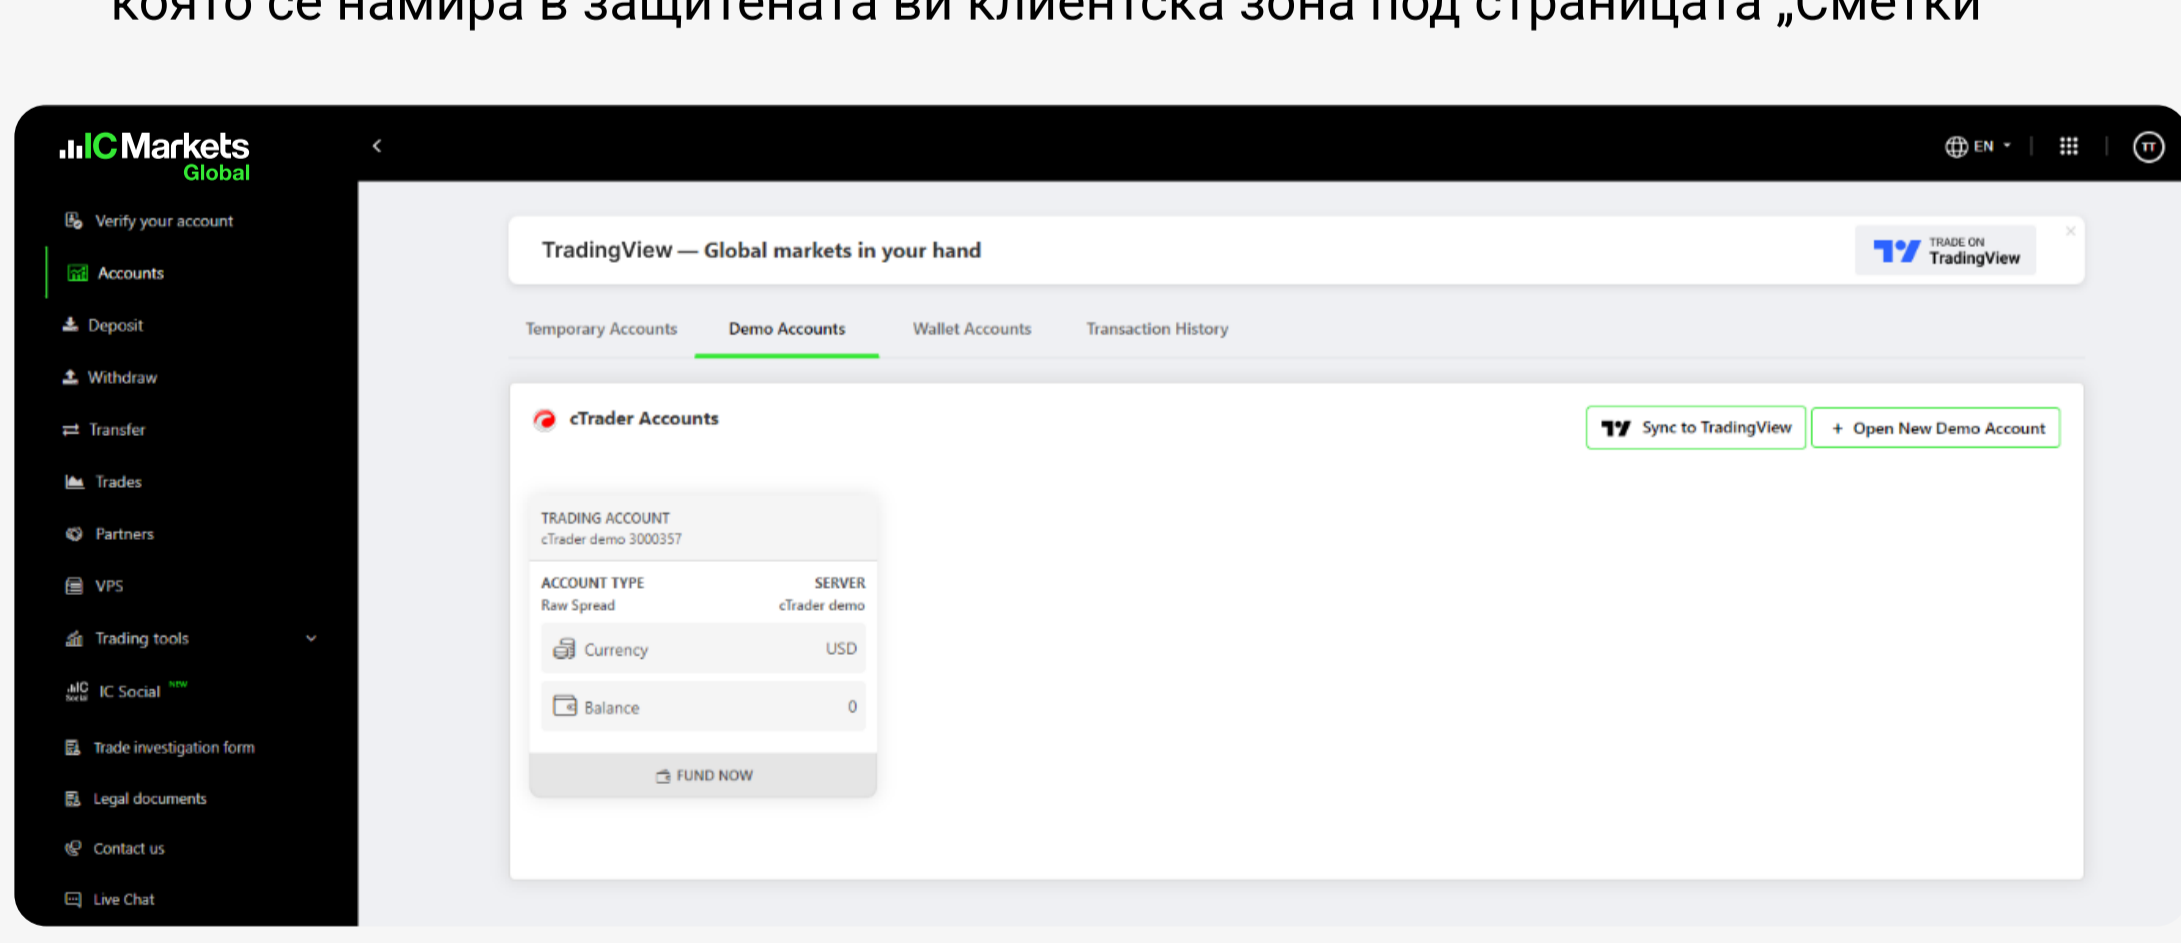 която се намира в защитената ви клиентска зона под страницата „Сметки
IC Markets
Global
EN
TT
Verify your account
Accounts
Deposit
Withdraw
Transfer
Trades
Partners
VPS
Trading tools
IC Social NEW
Trade investigation form
Legal documents
Contact us
Live Chat
TradingView — Global markets in your hand
TRADE ON
TradingView
Temporary Accounts Demo Accounts Wallet Accounts Transaction History
cTrader Accounts
Sync to TradingView + Open New Demo Account
TRADING ACCOUNT
cTrader demo 3000357
ACCOUNT TYPE SERVER
Raw Spread cTrader demo
Currency USD
Balance 0
FUND NOW